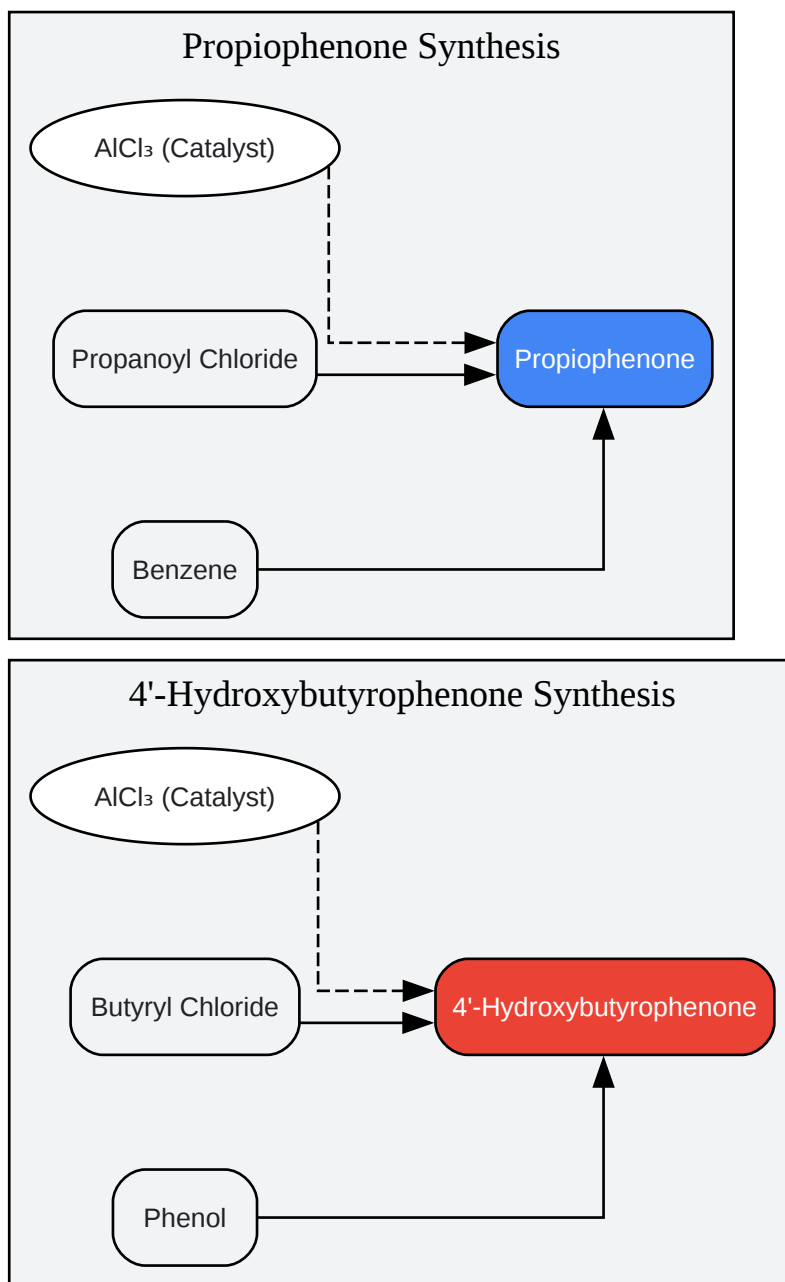 Propiophenone Synthesis
AlCl₃ (Catalyst)
Propanoyl Chloride
Propiophenone
Benzene
4'-Hydroxybutyrophenone Synthesis
AlCl₃ (Catalyst)
Butyryl Chloride
4'-Hydroxybutyrophenone
Phenol